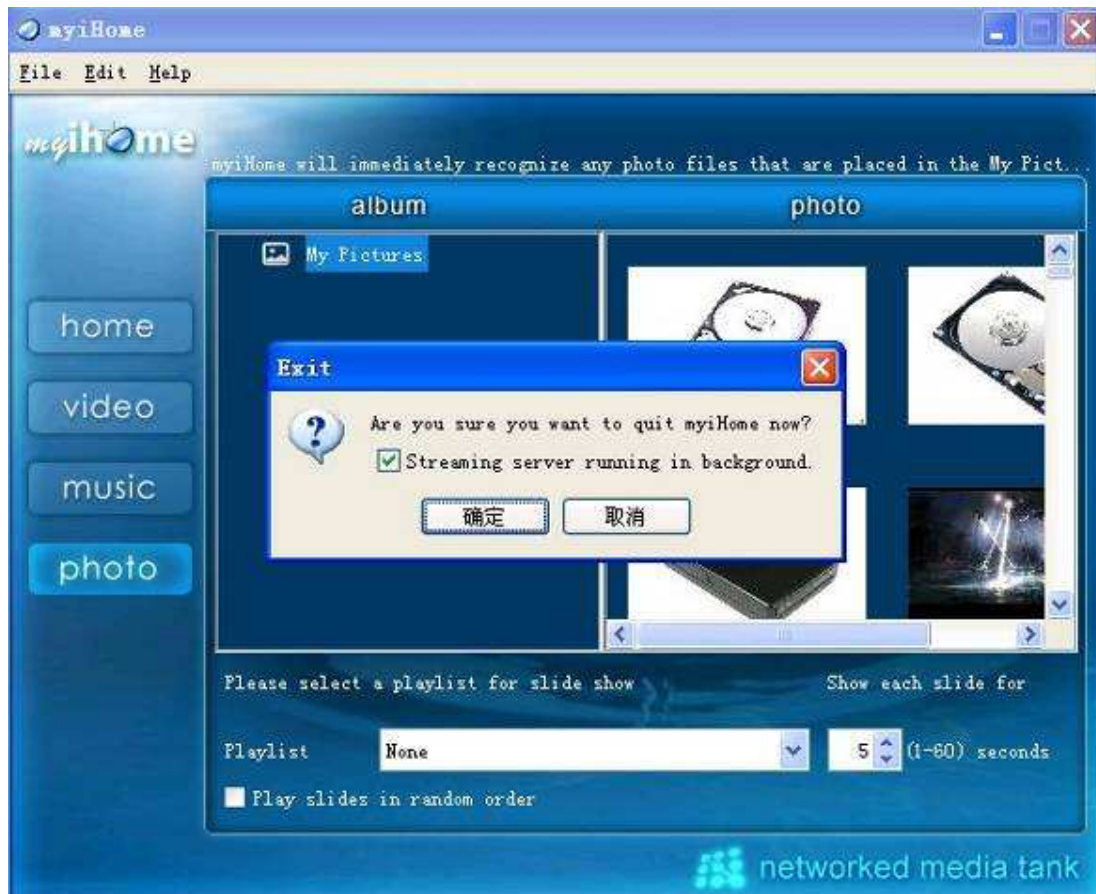 myiHome
File Edit Help
myihome
myiHome will immediately recognize any photo files that are placed in the My Pict...
album
photo
My Pictures
home
video
music
photo
Exit
Are you sure you want to quit myiHome now?
Streaming server running in background.
确定
取消
Please select a playlist for slide show
Show each slide for
Playlist
None
5
(1-60) seconds
Play slides in random order
networked media tank